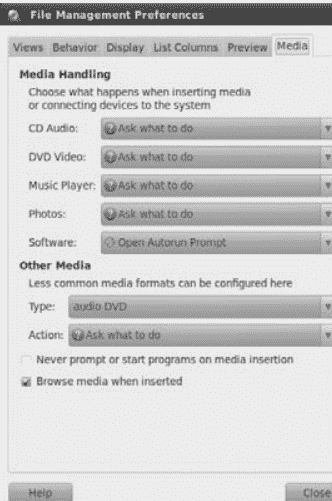 File Management Preferences
Views Behavior Display List Columns Preview Media
Media Handling
Choose what happens when inserting media
or connecting devices to the system
CD Audio: Ask what to do
DVD Video: Ask what to do
Music Player: Ask what to do
Photos: Ask what to do
Software: Open Autorun Prompt
Other Media
Less common media formats can be configured here
Type: audio DVD
Action: Ask what to do
Never prompt or start programs on media insertion
Browse media when inserted
Help Close